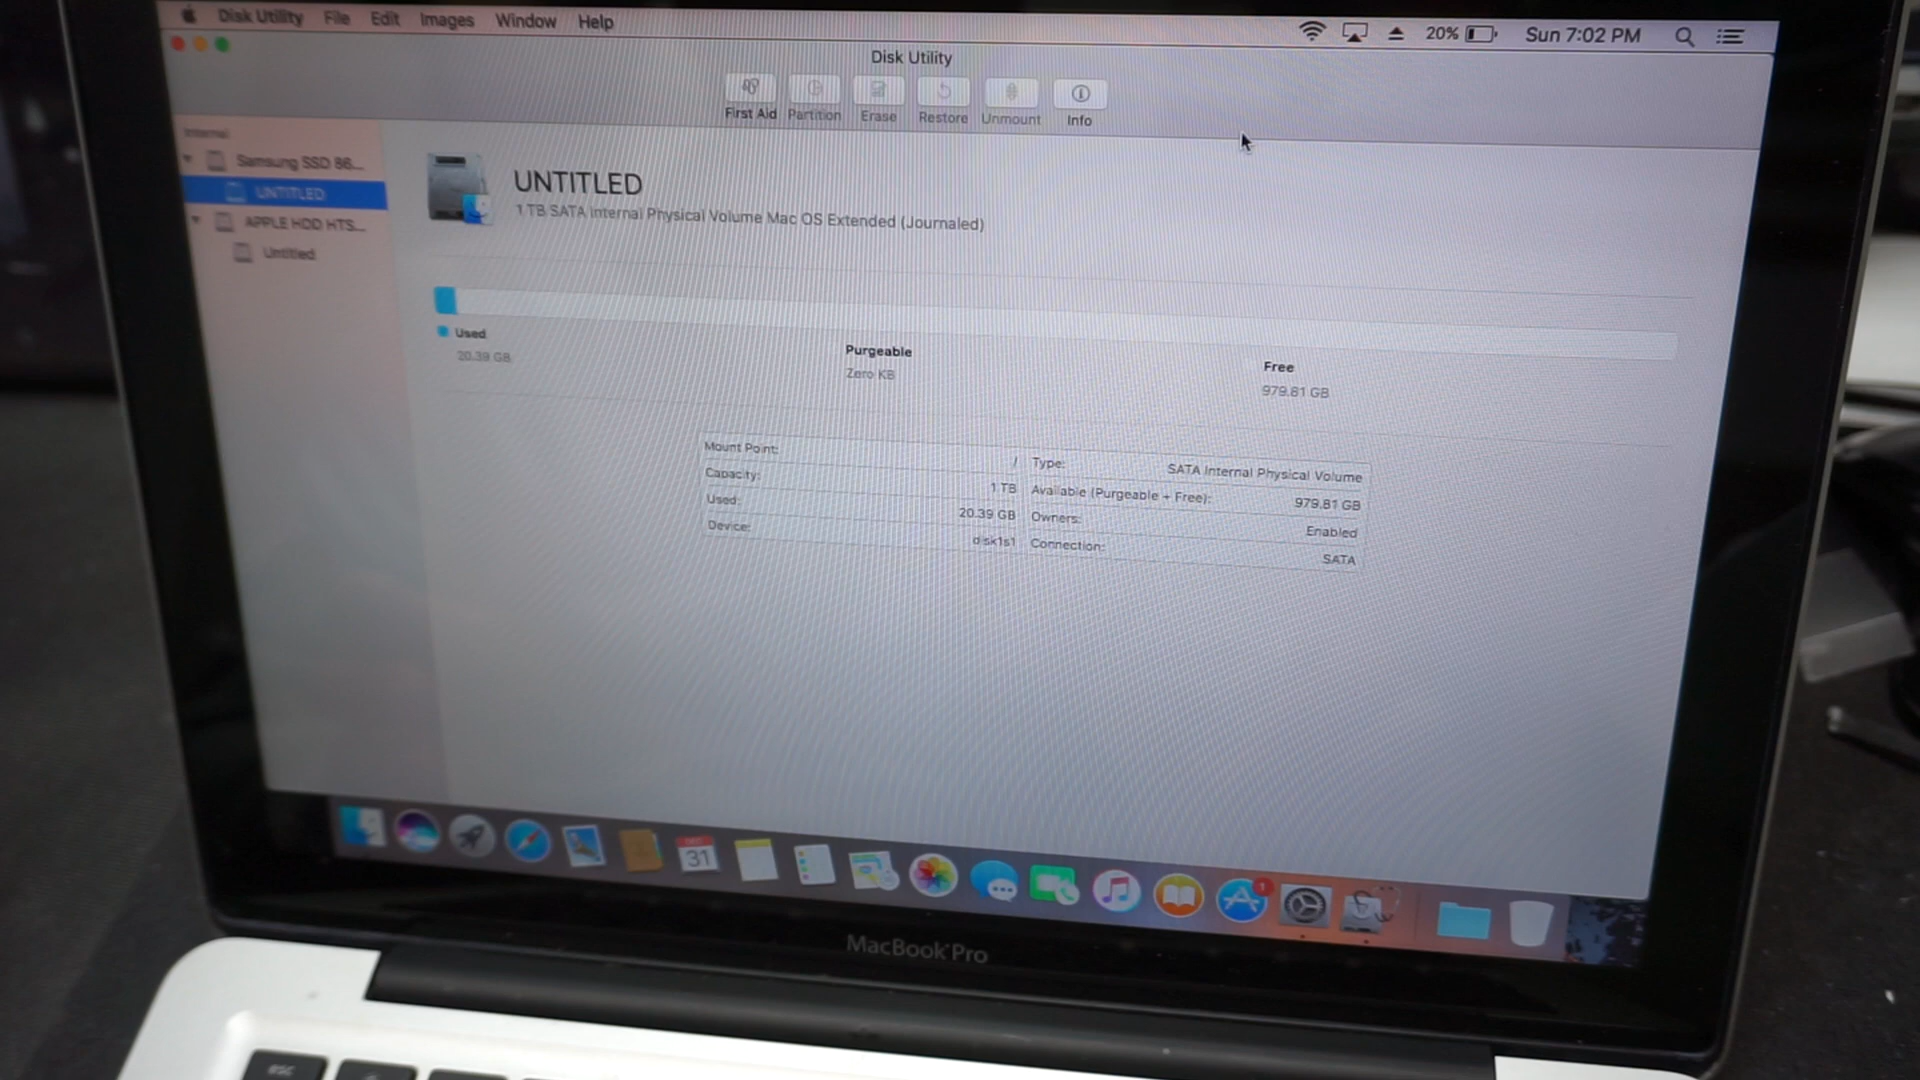 Disk Utility File Edit Images Window Help 20% Sun 7:02 PM
Disk Utility
First Aid Partition Erase Restore Unmount Info
Internal
Samsung SSD 86...
UNTITLED
APPLE HDD HTS...
Untitled
UNTITLED
1 TB SATA Internal Physical Volume Mac OS Extended (Journaled)
Used
20.39 GB
Purgeable
Zero KB
Free
979.81 GB
Mount Point: /
Capacity: 1 TB
Used: 20.39 GB
Device: disk1s1
Type: SATA Internal Physical Volume
Available (Purgeable + Free): 979.81 GB
Owners: Enabled
Connection: SATA
31
1
MacBook Pro
esc